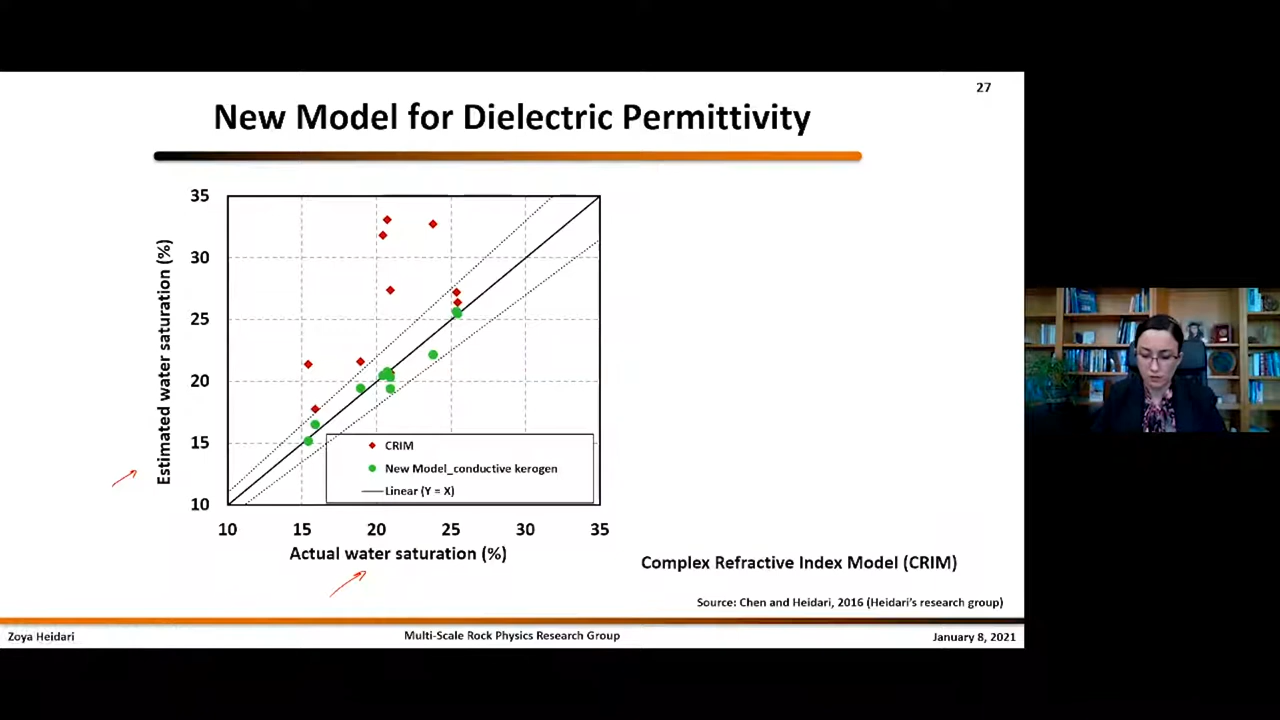 27
New Model for Dielectric Permittivity
35
30
25
20
15
10
Estimated water saturation (%)
CRIM
New Model_conductive kerogen
Linear (Y = X)
10 15 20 25 30 35
Actual water saturation (%)
Complex Refractive Index Model (CRIM)
Source: Chen and Heidari, 2016 (Heidari's research group)
Zoya Heidari Multi-Scale Rock Physics Research Group January 8, 2021